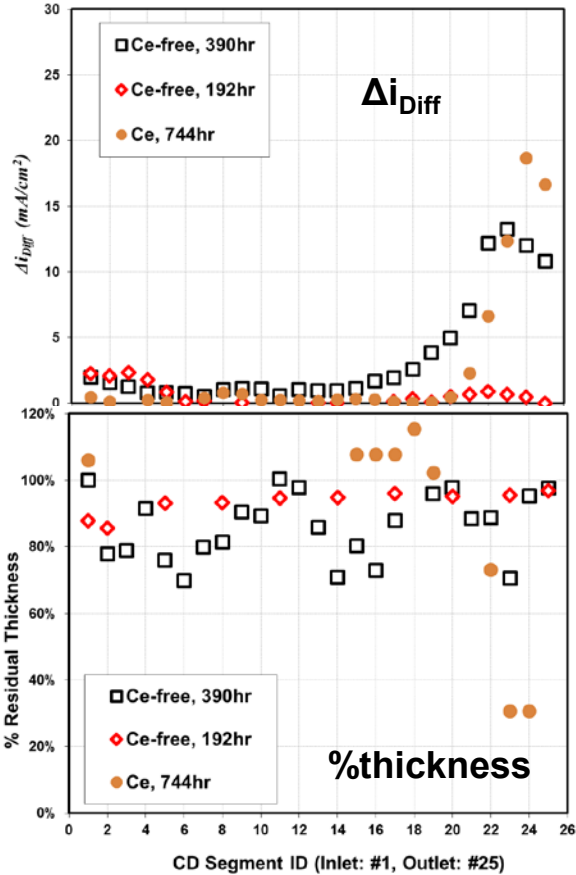 30
25
20
15
10
5
0
Δi_Diff (mA/cm²)
Ce-free, 390hr
Ce-free, 192hr
Ce, 744hr
Δi_Diff
120%
100%
80%
60%
40%
20%
0%
% Residual Thickness
Ce-free, 390hr
Ce-free, 192hr
Ce, 744hr
%thickness
0 2 4 6 8 10 12 14 16 18 20 22 24 26
CD Segment ID (Inlet: #1, Outlet: #25)